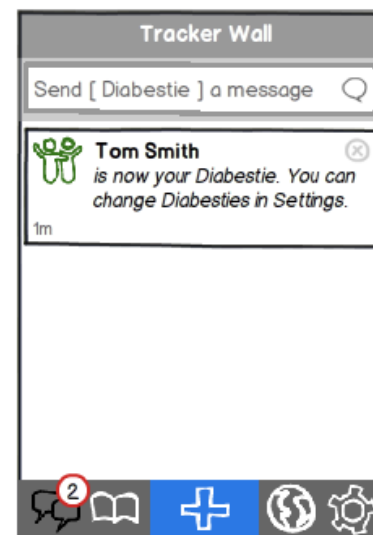 Tracker Wall
Send [ Diabestie ] a message
Tom Smith
is now your Diabestie. You can
change Diabesties in Settings.
1m
2